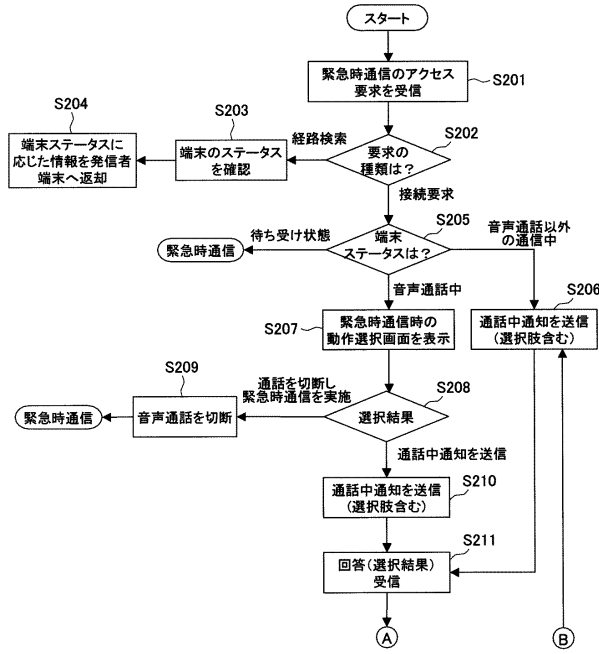 スタート
緊急時通信のアクセス
要求を受信
S201
S202
要求の
種類は？
経路検索
S203
端末のステータス
を確認
S204
端末ステータスに
応じた情報を発信者
端末へ返却
接続要求
S205
端末
ステータスは？
待ち受け状態
緊急時通信
音声通話以外
の通信中
S206
通話中通知を送信
(選択肢含む)
音声通話中
S207
緊急時通信時の
動作選択画面を表示
S208
選択結果
通話を切断し
緊急時通信を実施
S209
音声通話を切断
緊急時通信
通話中通知を送信
S210
通話中通知を送信
(選択肢含む)
S211
回答(選択結果)
受信
A
B